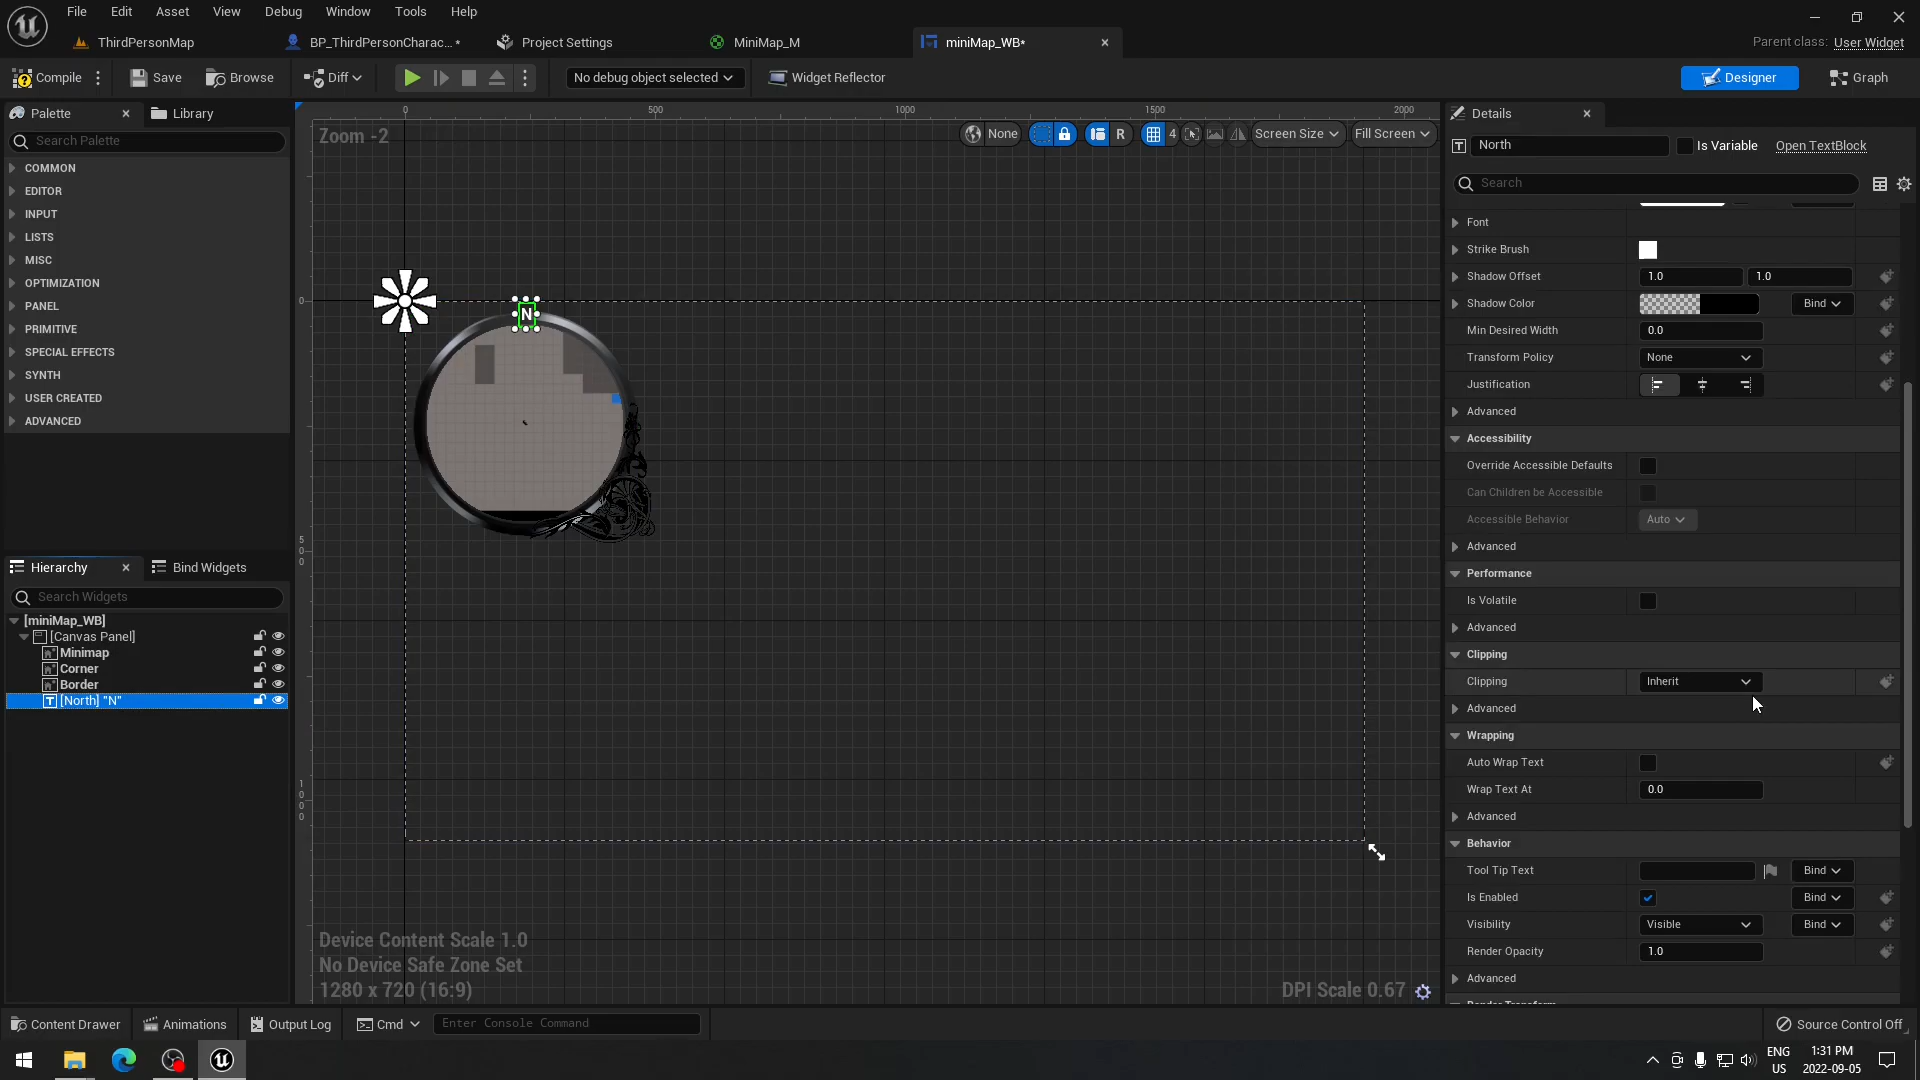 File Edit Asset View Debug Window Tools Help
ThirdPersonMap BP_ThirdPersonCharac... * Project Settings MiniMap_M miniMap_WB* Parent class: User Widget
Compile Save Browse Diff No debug object selected Widget Reflector Designer Graph
Palette Library
Search Palette
COMMON
EDITOR
INPUT
LISTS
MISC
OPTIMIZATION
PANEL
PRIMITIVE
SPECIAL EFFECTS
SYNTH
USER CREATED
ADVANCED
Hierarchy Bind Widgets
Search Widgets
[miniMap_WB]
[Canvas Panel]
Minimap
Corner
Border
[North] "N"
0 500 1000 1500 2000
Zoom -2
None R 4 Screen Size Fill Screen
0
N
500
1000
Device Content Scale 1.0
No Device Safe Zone Set
1280 x 720 (16:9)
DPI Scale 0.67
Details
North Is Variable Open TextBlock
Search
Font
Strike Brush
Shadow Offset 1.0 1.0
Shadow Color Bind
Min Desired Width 0.0
Transform Policy None
Justification
Advanced
Accessibility
Override Accessible Defaults
Can Children be Accessible
Accessible Behavior Auto
Advanced
Performance
Is Volatile
Advanced
Clipping
Clipping Inherit
Advanced
Wrapping
Auto Wrap Text
Wrap Text At 0.0
Advanced
Behavior
Tool Tip Text Bind
Is Enabled Bind
Visibility Visible Bind
Render Opacity 1.0
Advanced
Render Transform
Content Drawer Animations Output Log Cmd Enter Console Command Source Control Off
ENG
US
1:31 PM
2022-09-05